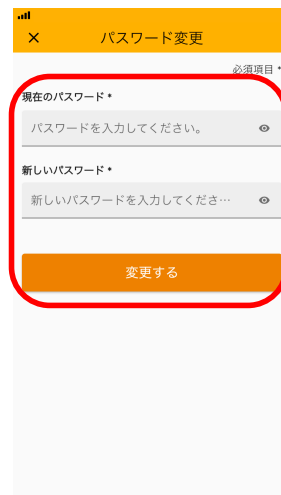 パスワード変更
必須項目 *
現在のパスワード *
パスワードを入力してください。
新しいパスワード *
新しいパスワードを入力してくださ…
変更する